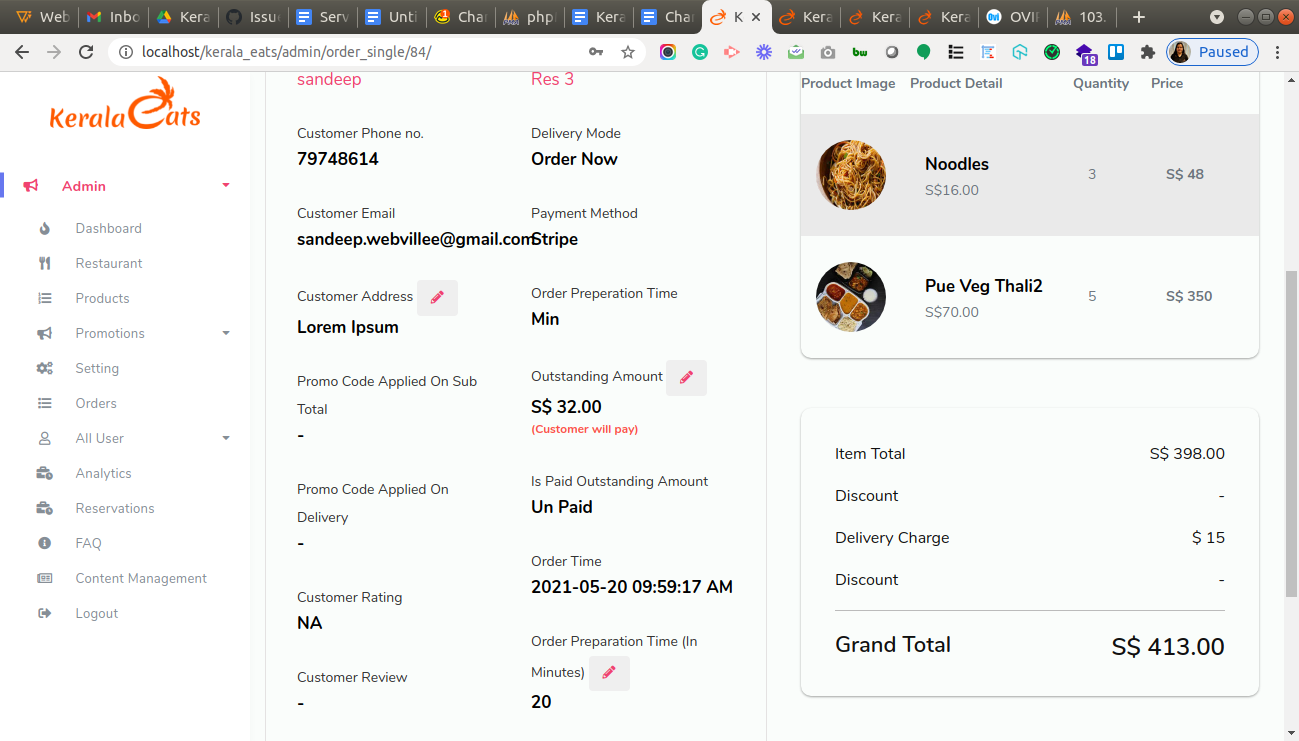 Web
Inbo
Kera
Issue
Serv
Unti
Char
php
Kera
Char
K
Kera
Kera
Kera
OVIF
103.
localhost/kerala_eats/admin/order_single/84/
18
Paused
Kerala Eats
Admin
Dashboard
Restaurant
Products
Promotions
Setting
Orders
All User
Analytics
Reservations
FAQ
Content Management
Logout
sandeep
Customer Phone no.
79748614
Customer Email
sandeep.webvillee@gmail.com
Customer Address
Lorem Ipsum
Promo Code Applied On Sub
Total
-
Promo Code Applied On
Delivery
-
Customer Rating
NA
Customer Review
-
Res 3
Delivery Mode
Order Now
Payment Method
Stripe
Order Preperation Time
Min
Outstanding Amount
S$ 32.00
(Customer will pay)
Is Paid Outstanding Amount
Un Paid
Order Time
2021-05-20 09:59:17 AM
Order Preparation Time (In
Minutes)
20
Product Image Product Detail Quantity Price
Noodles
S$16.00
3
S$ 48
Pue Veg Thali2
S$70.00
5
S$ 350
Item Total S$ 398.00
Discount -
Delivery Charge $ 15
Discount -
Grand Total S$ 413.00